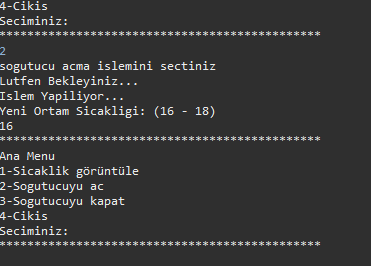 4-Cikis
Seciminiz:
**********************************************
2
sogutucu acma islemini sectiniz
Lutfen Bekleyiniz...
Islem Yapiliyor...
Yeni Ortam Sicakligi: (16 - 18)
16
**********************************************
Ana Menu
1-Sicaklik görüntüle
2-Sogutucuyu ac
3-Sogutucuyu kapat
4-Cikis
Seciminiz:
**********************************************